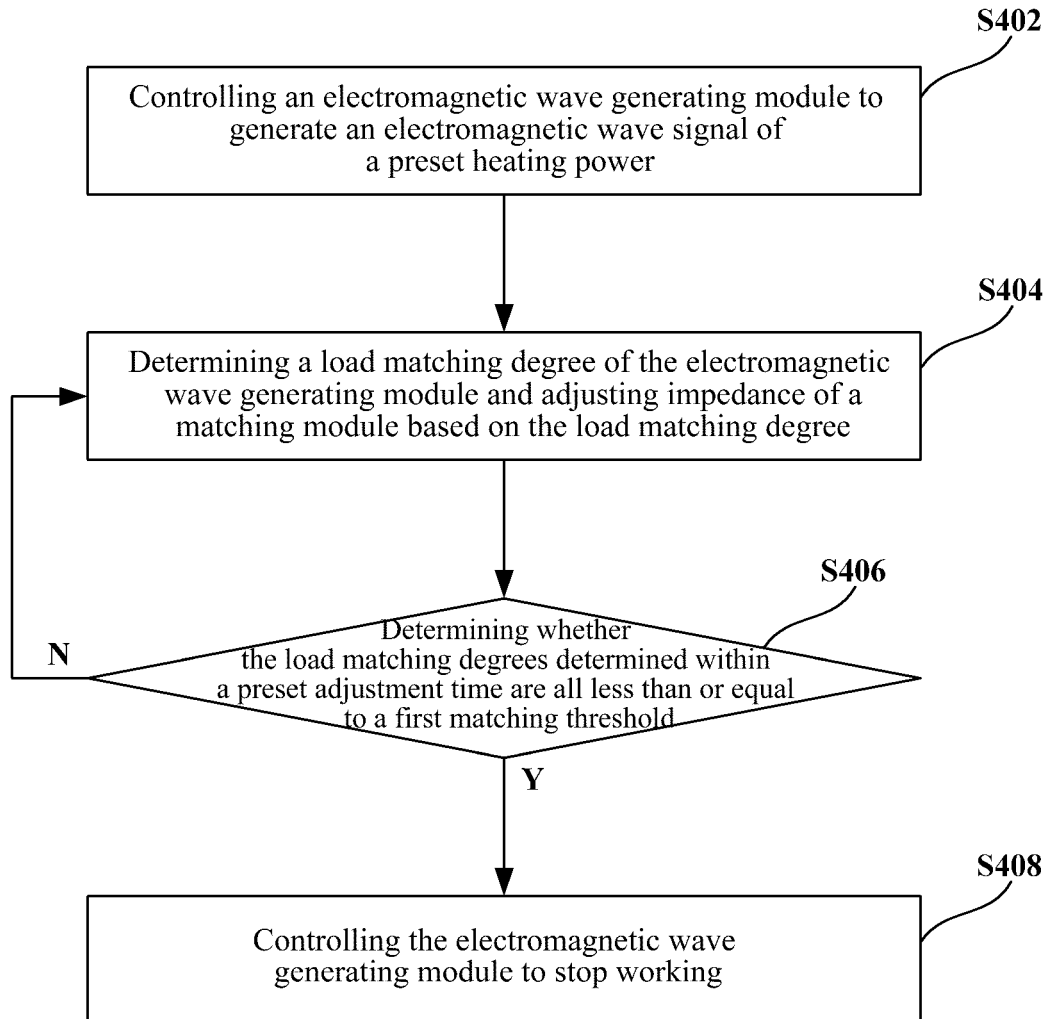 S402
Controlling an electromagnetic wave generating module to
generate an electromagnetic wave signal of
a preset heating power
S404
Determining a load matching degree of the electromagnetic
wave generating module and adjusting impedance of a
matching module based on the load matching degree
S406
Determining whether
the load matching degrees determined within
a preset adjustment time are all less than or equal
to a first matching threshold
N
Y
S408
Controlling the electromagnetic wave
generating module to stop working